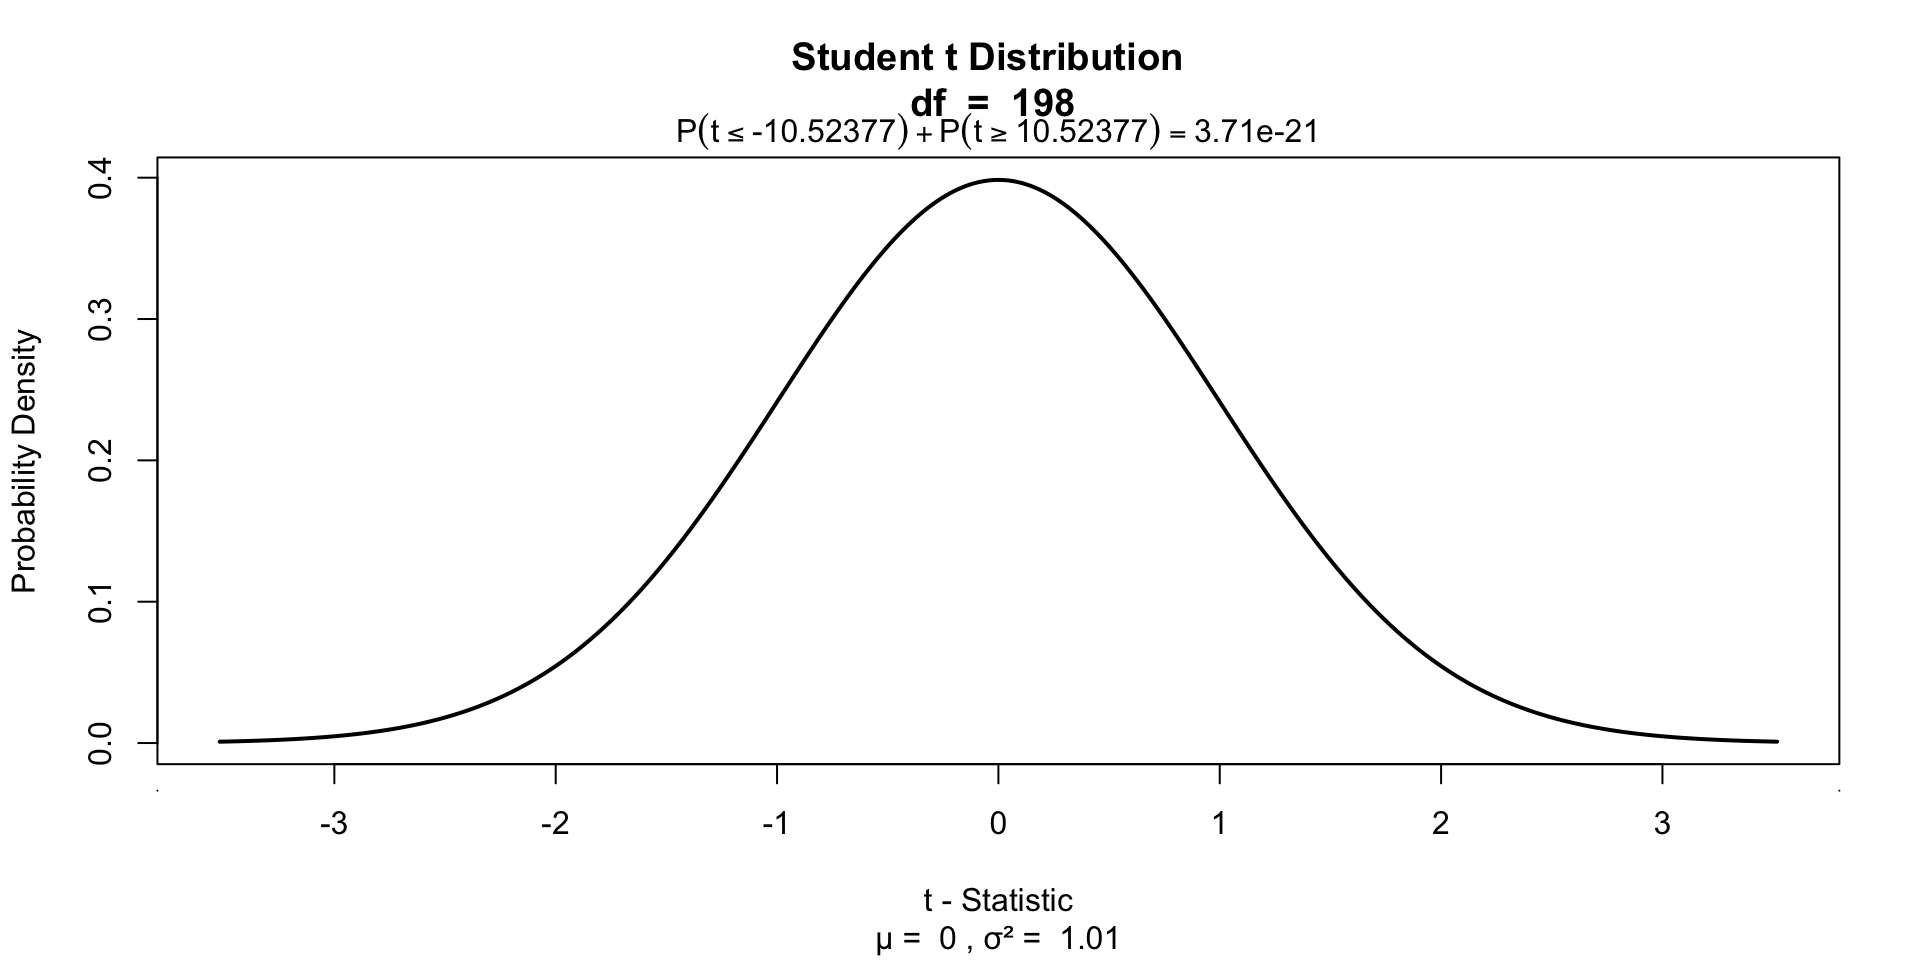 Student t Distribution
df = 198
P(t ≤ -10.52377) + P(t ≥ 10.52377) = 3.71e-21
Probability Density
0.4
0.3
0.2
0.1
0.0
-3 -2 -1 0 1 2 3
t - Statistic
μ = 0 , σ² = 1.01